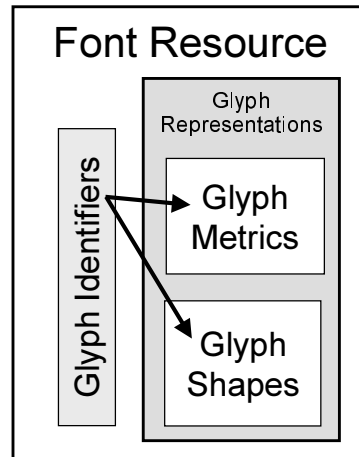 Font Resource
Glyph
Representations
Glyph Identifiers
Glyph
Metrics
Glyph
Shapes